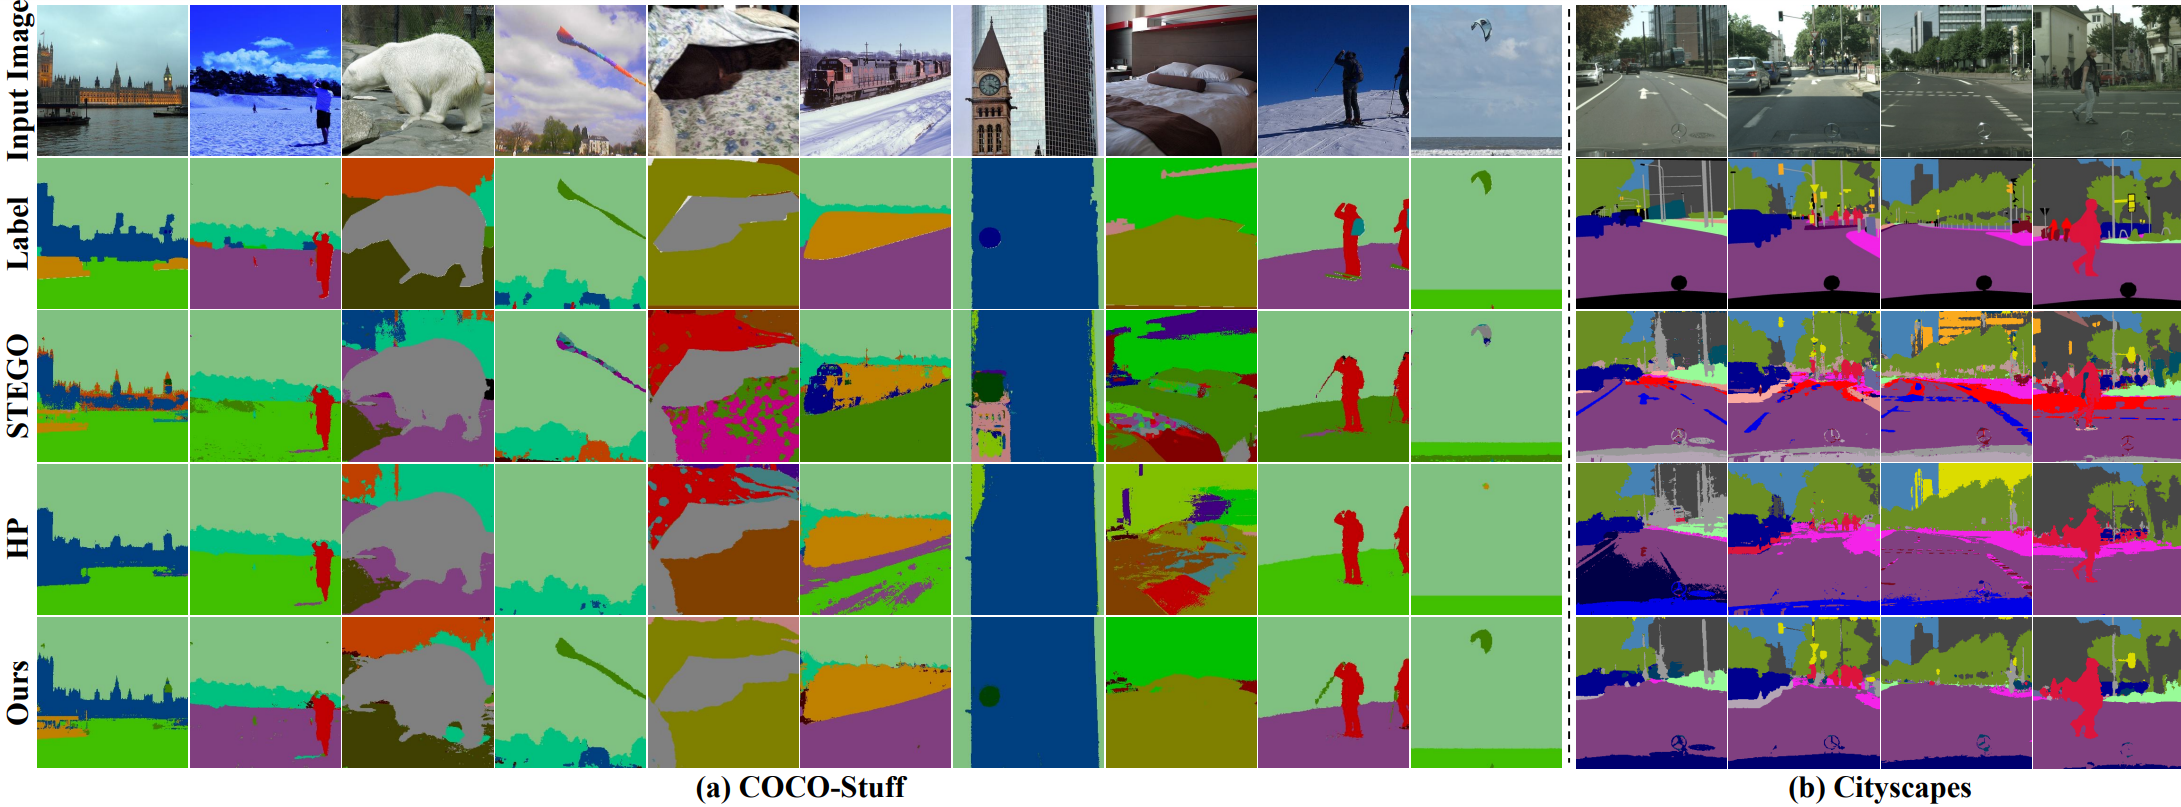 Input Image
Label
STEGO
HP
Ours
(a) COCO-Stuff
(b) Cityscapes